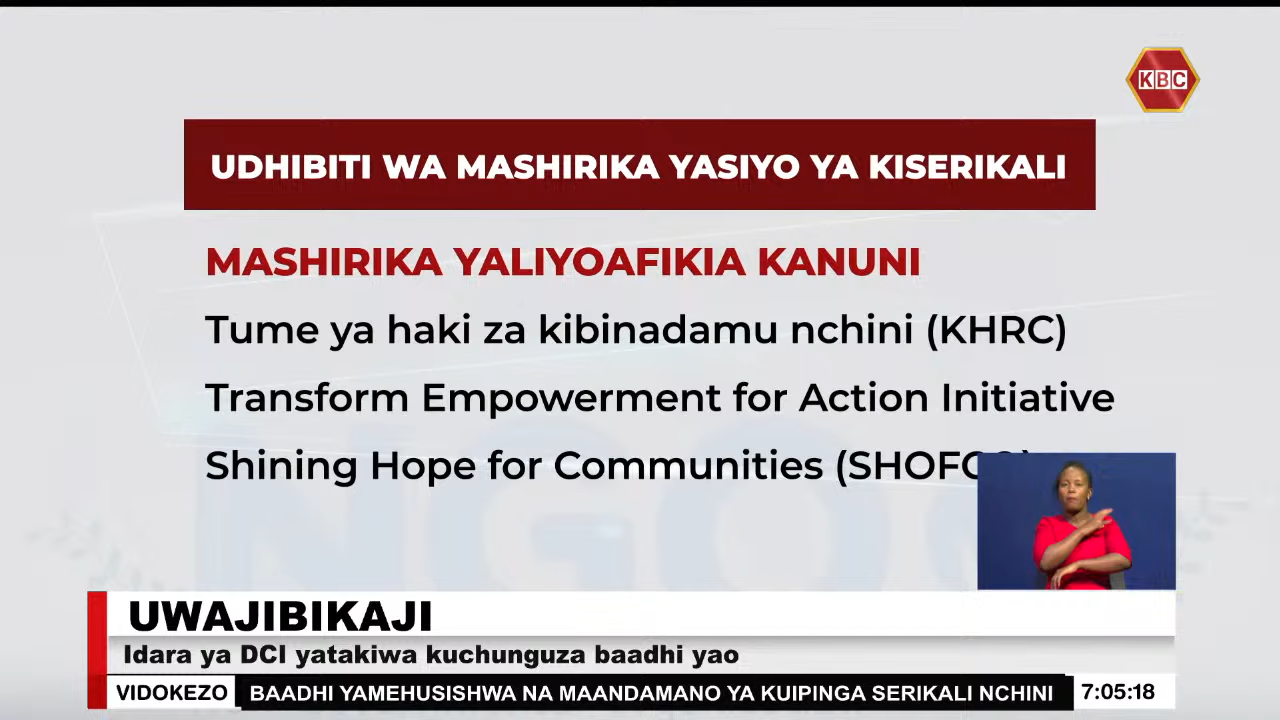 KBC
UDHIBITI WA MASHIRIKA YASIYO YA KISERIKALI
MASHIRIKA YALIYOAFIKIA KANUNI
Tume ya haki za kibinadamu nchini (KHRC)
Transform Empowerment for Action Initiative
Shining Hope for Communities (SHOFCO)
NGOs
UWAJIBIKAJI
Idara ya DCI yatakiwa kuchunguza baadhi yao
VIDOKEZO BAADHI YAMEHUSISHWA NA MAANDAMANO YA KUIPINGA SERIKALI NCHINI 7:05:18